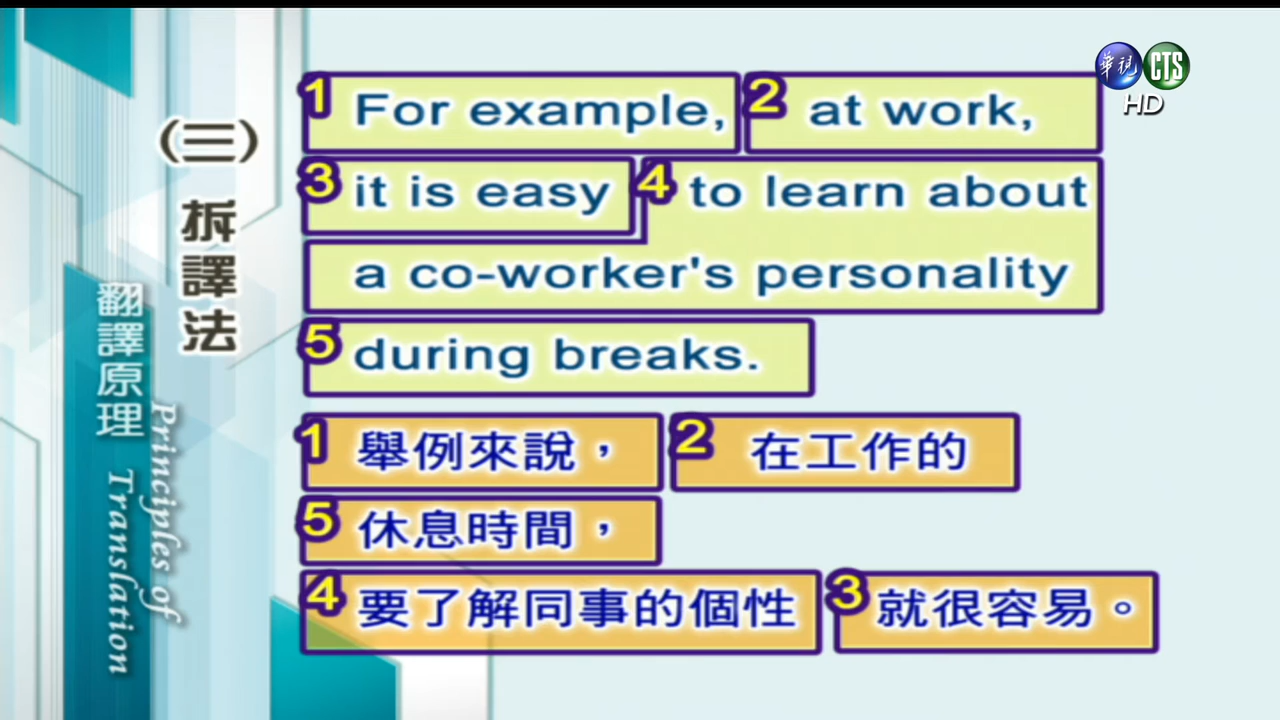 華視 CTS
HD
(三) 拆譯法
翻譯原理
Principles of
Translation
1 For example, 2 at work,
3 it is easy 4 to learn about
a co-worker's personality
5 during breaks.
1 舉例來說， 2 在工作的
5 休息時間，
4 要了解同事的個性 3 就很容易。